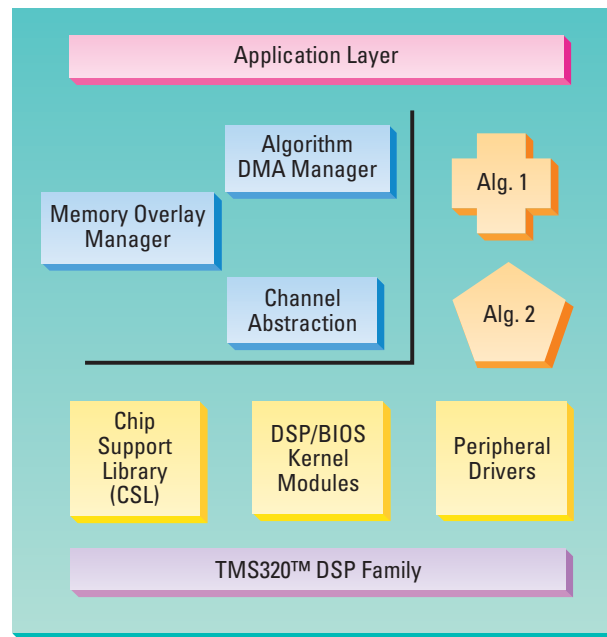 Application Layer
Algorithm
DMA Manager
Alg. 1
Memory Overlay
Manager
Channel
Abstraction
Alg. 2
Chip
Support
Library
(CSL)
DSP/BIOS
Kernel
Modules
Peripheral
Drivers
TMS320™ DSP Family